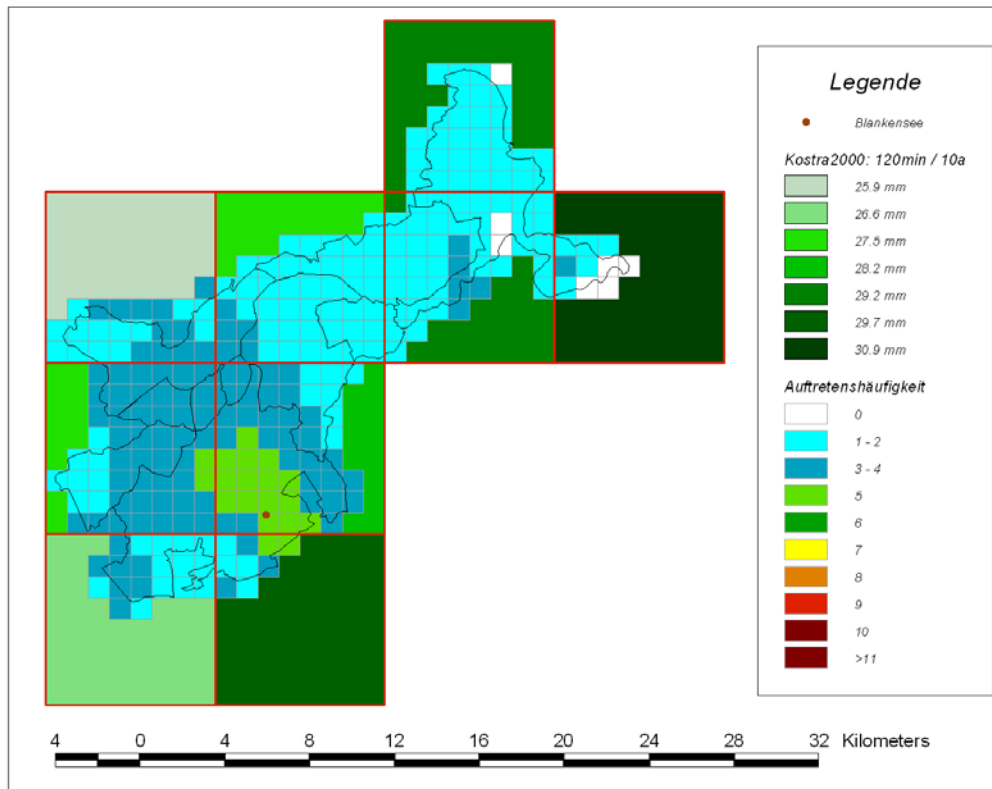 Legende
Blankensee
Kostra2000: 120min / 10a
25.9 mm
26.6 mm
27.5 mm
28.2 mm
29.2 mm
29.7 mm
30.9 mm
Auftretenshäufigkeit
0
1 - 2
3 - 4
5
6
7
8
9
10
>11
4 0 4 8 12 16 20 24 28 32 Kilometers